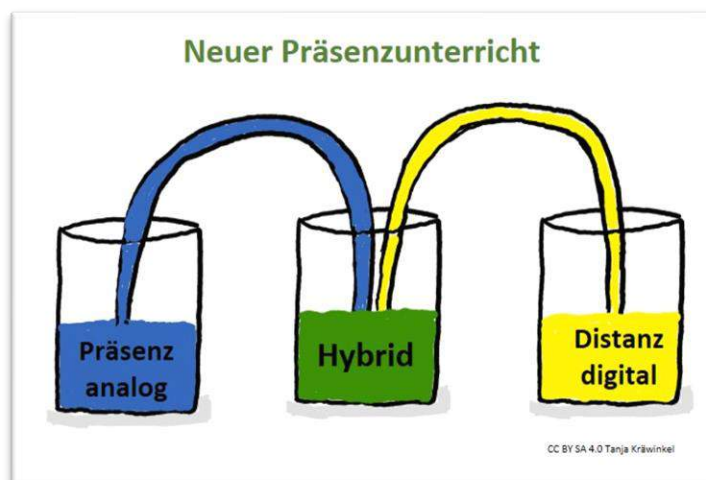 Neuer Präsenzunterricht
Präsenz
analog
Hybrid
Distanz
digital
CC BY SA 4.0 Tanja Kräwinkel